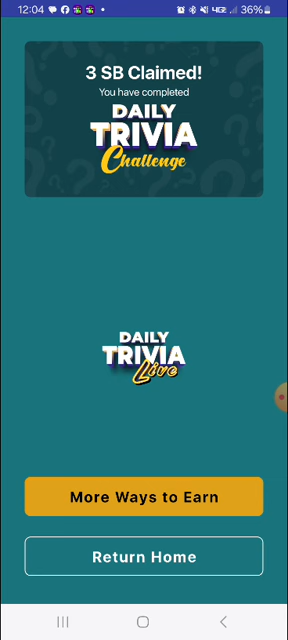 12:04 36%
3 SB Claimed!
You have completed
DAILY
TRIVIA
Challenge
DAILY
TRIVIA
Live
More Ways to Earn
Return Home